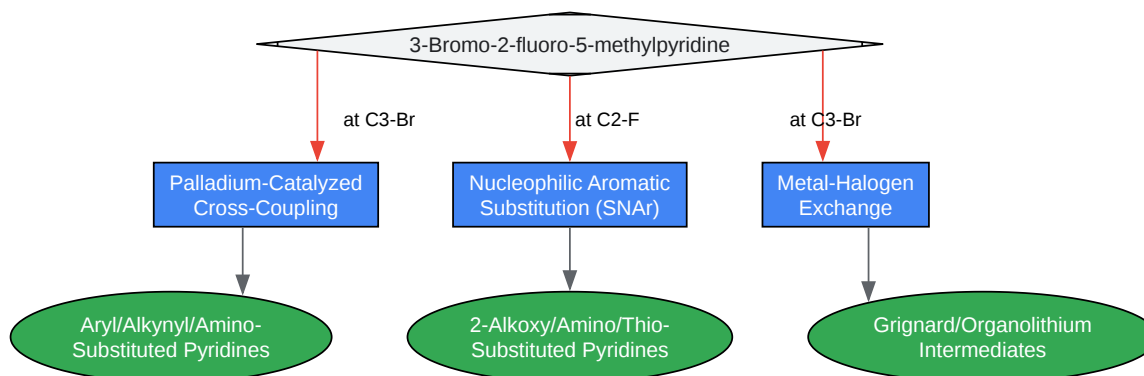 3-Bromo-2-fluoro-5-methylpyridine
at C3-Br
at C2-F
at C3-Br
Palladium-Catalyzed
Cross-Coupling
Nucleophilic Aromatic
Substitution (SNAr)
Metal-Halogen
Exchange
Aryl/Alkynyl/Amino-
Substituted Pyridines
2-Alkoxy/Amino/Thio-
Substituted Pyridines
Grignard/Organolithium
Intermediates